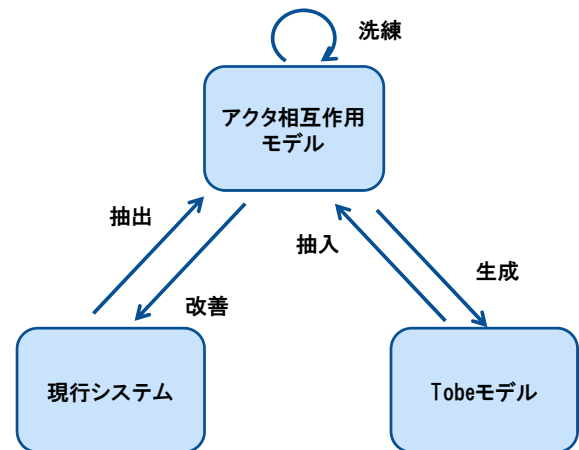 洗練
アクタ相互作用
モデル
抽出
抽入
生成
改善
現行システム
Tobeモデル